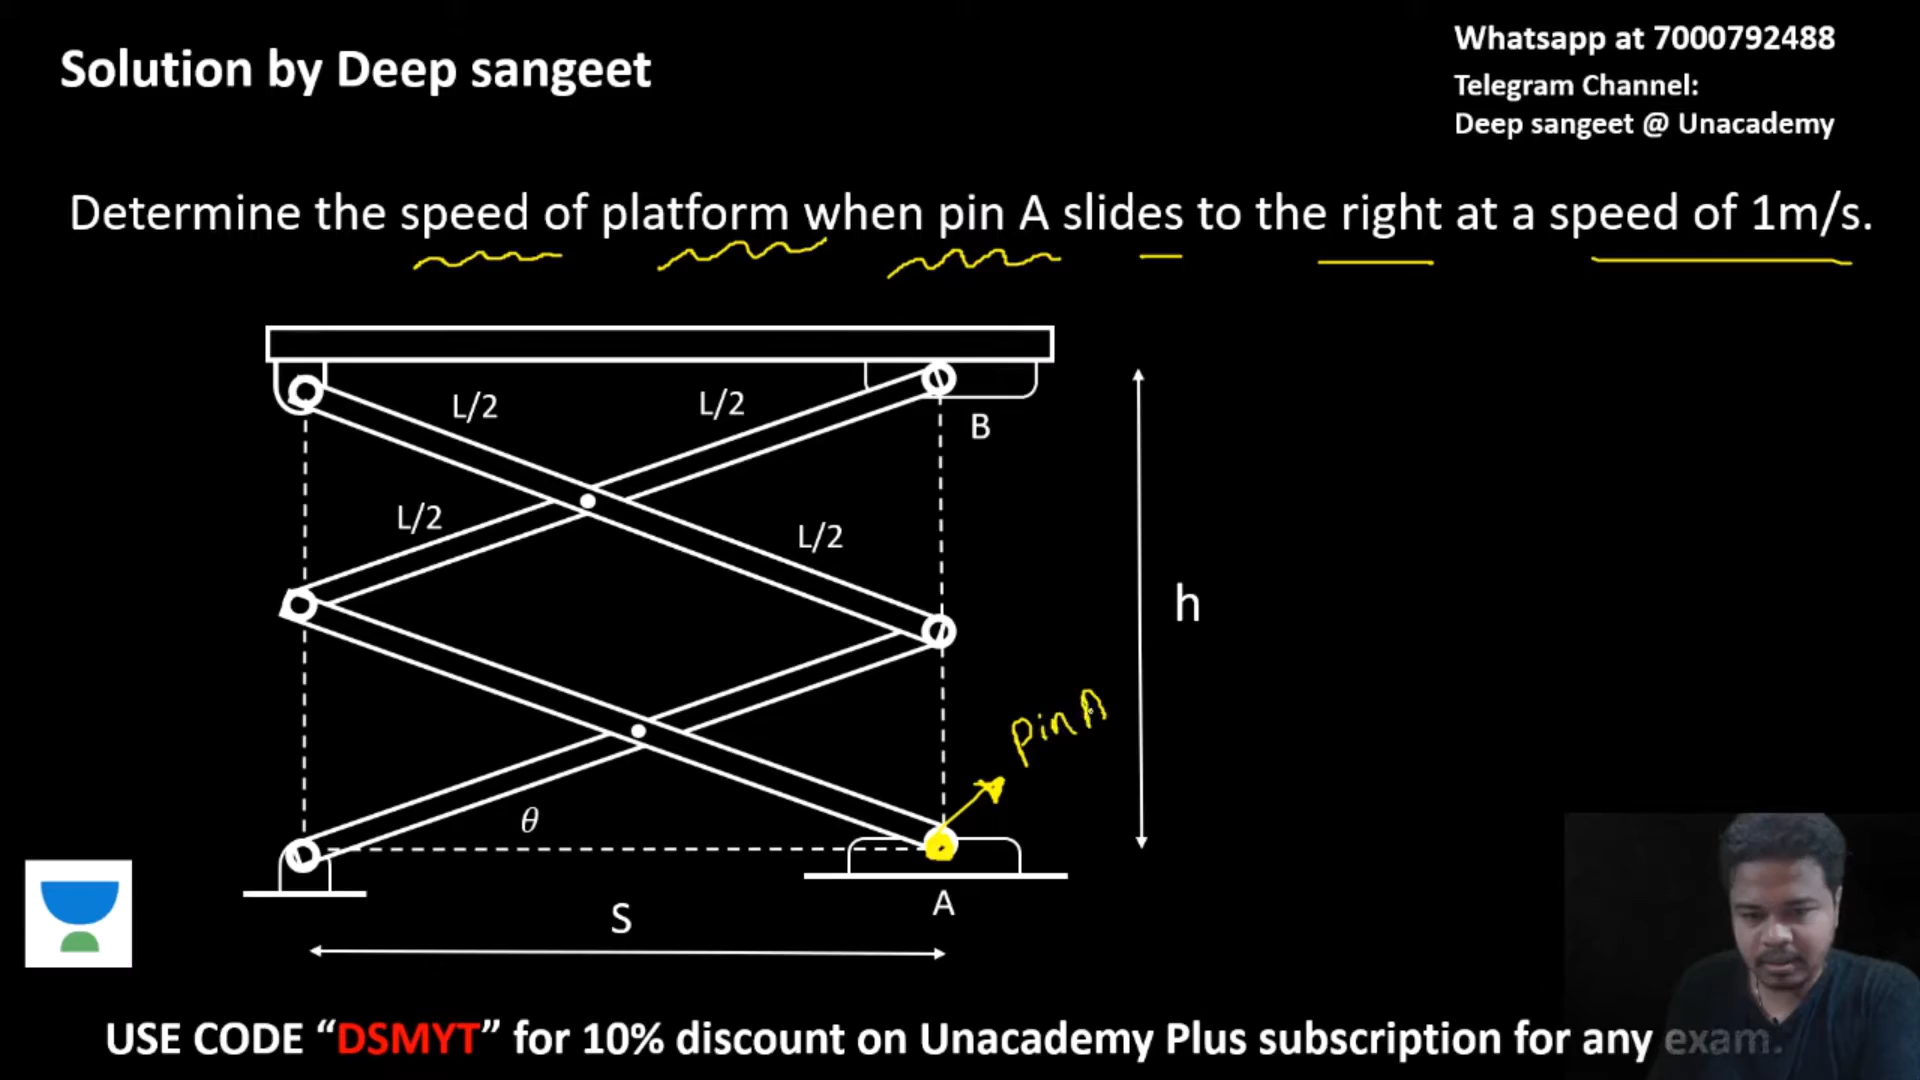 Solution by Deep sangeet
Whatsapp at 7000792488
Telegram Channel:
Deep sangeet @ Unacademy
Determine the speed of platform when pin A slides to the right at a speed of 1m/s.
L/2
L/2
B
L/2
L/2
h
pin A
θ
A
S
USE CODE “DSMYT” for 10% discount on Unacademy Plus subscription for any exam.